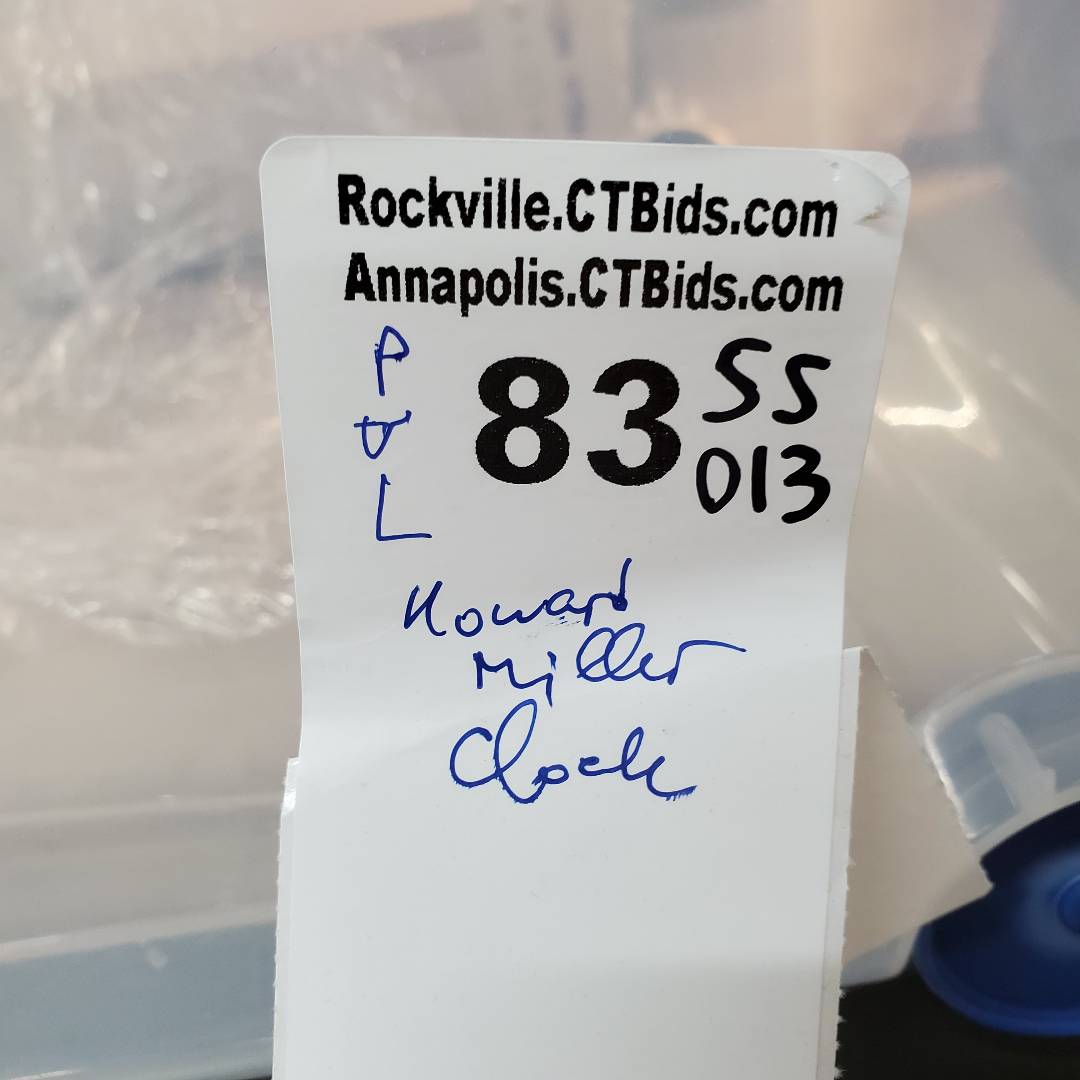 Rockville.CTBids.com
Annapolis.CTBids.com
P
L
83
SS
013
Howard
Miller
Clock